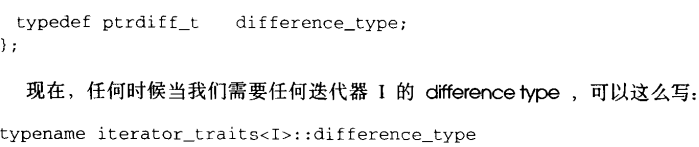 typedef ptrdiff_t difference_type;
};
现在，任何时候当我们需要任何迭代器 I 的 difference type ，可以这么写：
typename iterator_traits<I>::difference_type